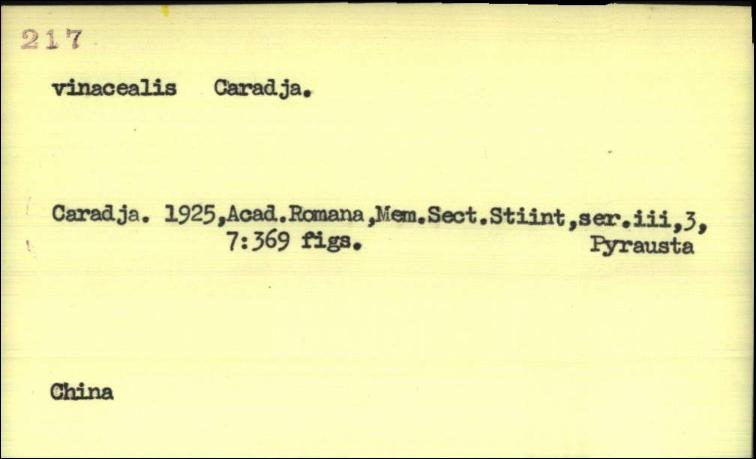 217
vinacealis Caradja.
Caradja. 1925,Acad.Romana,Mem.Sect.Stiint,ser.iii,3,
7:369 figs. Pyrausta
China